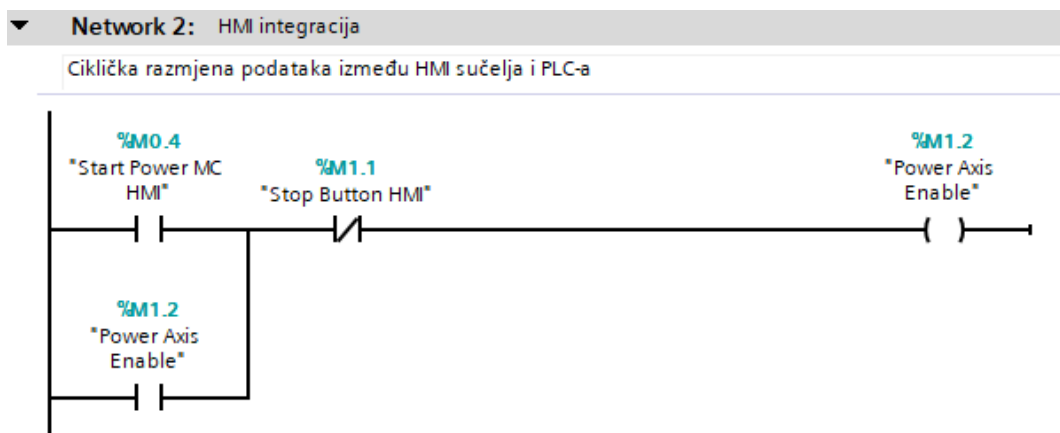 Network 2: HMI integracija
Ciklička razmjena podataka između HMI sučelja i PLC-a
%M0.4
"Start Power MC
HMI"
%M1.1
"Stop Button HMI"
%M1.2
"Power Axis
Enable"
%M1.2
"Power Axis
Enable"